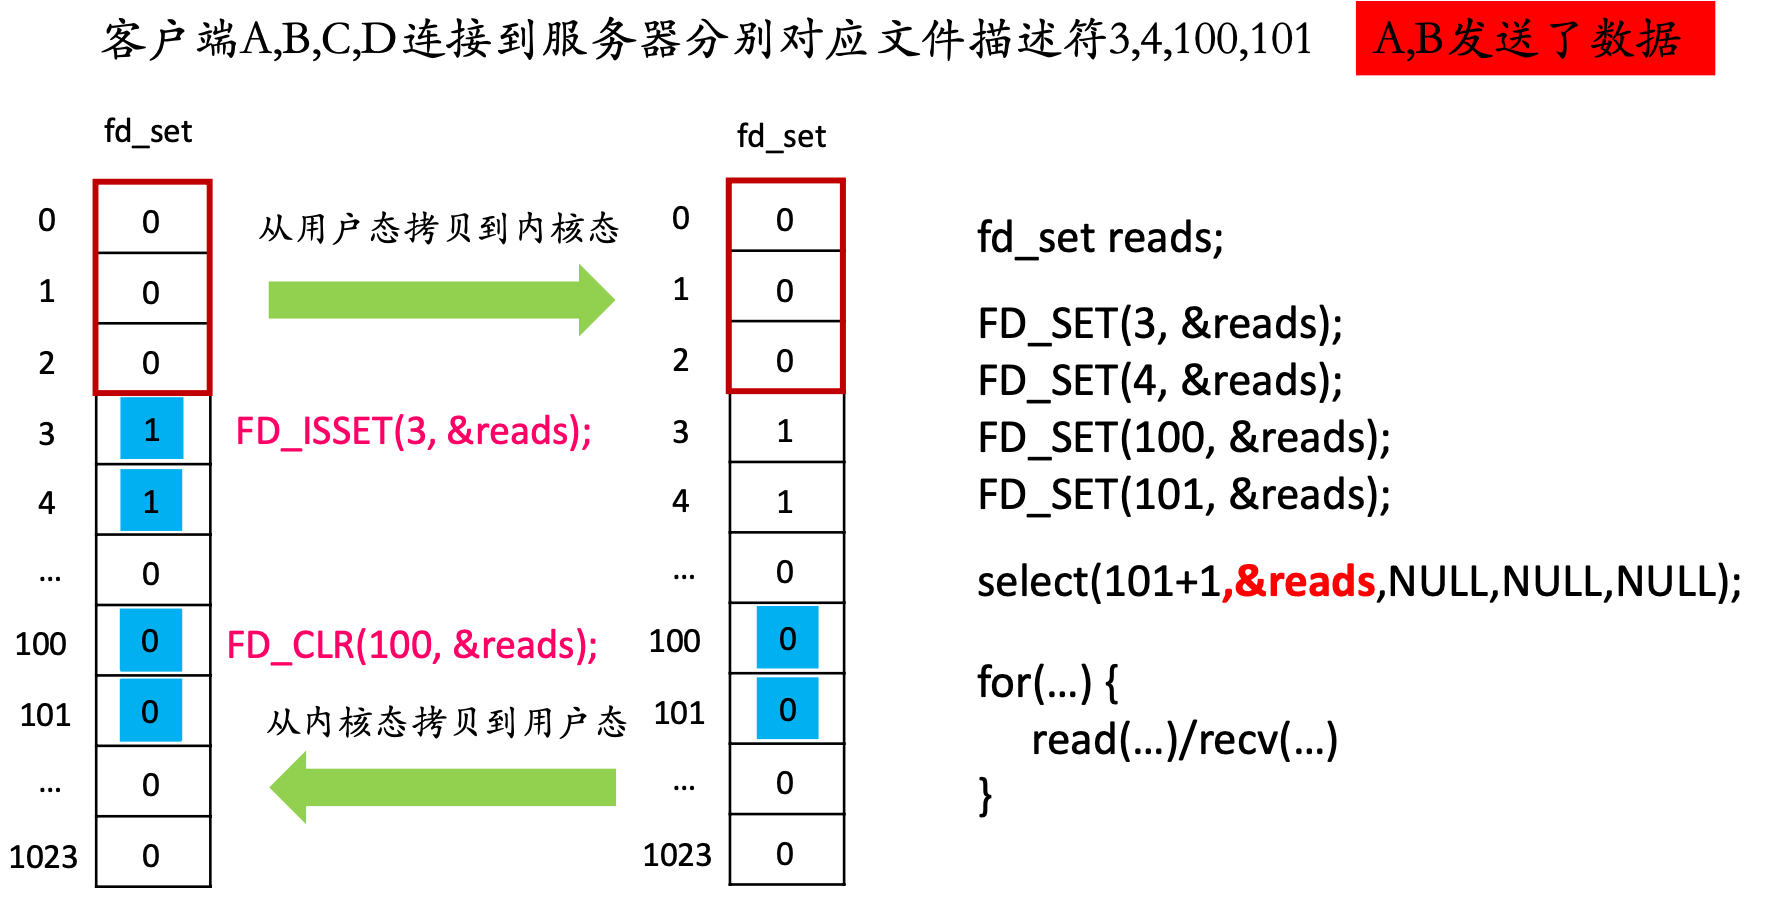 客户端A,B,C,D连接到服务器分别对应文件描述符3,4,100,101
A,B发送了数据
fd_set
0 0
1 0
2 0
3 1
4 1
... 0
100 0
101 0
... 0
1023 0
从用户态拷贝到内核态
FD_ISSET(3, &reads);
FD_CLR(100, &reads);
从内核态拷贝到用户态
fd_set
0 0
1 0
2 0
3 1
4 1
... 0
100 0
101 0
... 0
1023 0
fd_set reads;
FD_SET(3, &reads);
FD_SET(4, &reads);
FD_SET(100, &reads);
FD_SET(101, &reads);
select(101+1,&reads,NULL,NULL,NULL);
for(...) {
read(...)/recv(...)
}